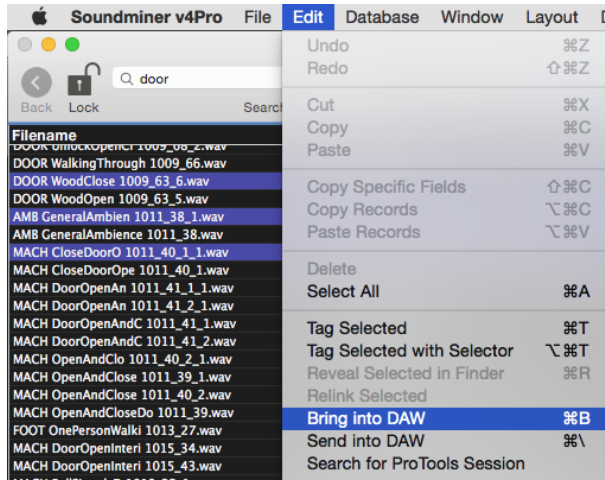 Soundminer v4Pro File Edit Database Window Layout
Back Lock
door
Search
Filename
DOOR WalkingThrough 1009_66.wav
DOOR WoodClose 1009_63_6.wav
DOOR WoodOpen 1009_63_5.wav
AMB GeneralAmbien 1011_38_1.wav
AMB GeneralAmbience 1011_38.wav
MACH CloseDoorO 1011_40_1_1.wav
MACH CloseDoorOpe 1011_40_1.wav
MACH DoorOpenAn 1011_41_1_1.wav
MACH DoorOpenAn 1011_41_2_1.wav
MACH DoorOpenAndC 1011_41_1.wav
MACH DoorOpenAndC 1011_41_2.wav
MACH OpenAndClo 1011_40_2_1.wav
MACH OpenAndClose 1011_39_1.wav
MACH OpenAndClose 1011_40_2.wav
MACH OpenAndCloseDo 1011_39.wav
FOOT OnePersonWalki 1013_27.wav
MACH DoorOpenInteri 1015_34.wav
MACH DoorOpenInteri 1015_43.wav
Undo ⌘Z
Redo ⇧⌘Z
Cut ⌘X
Copy ⌘C
Paste ⌘V
Copy Specific Fields ⇧⌘C
Copy Records ⌥⌘C
Paste Records ⌥⌘V
Delete
Select All ⌘A
Tag Selected ⌘T
Tag Selected with Selector ⌥⌘T
Reveal Selected in Finder ⌘R
Relink Selected
Bring into DAW ⌘B
Send into DAW ⌘\
Search for ProTools Session